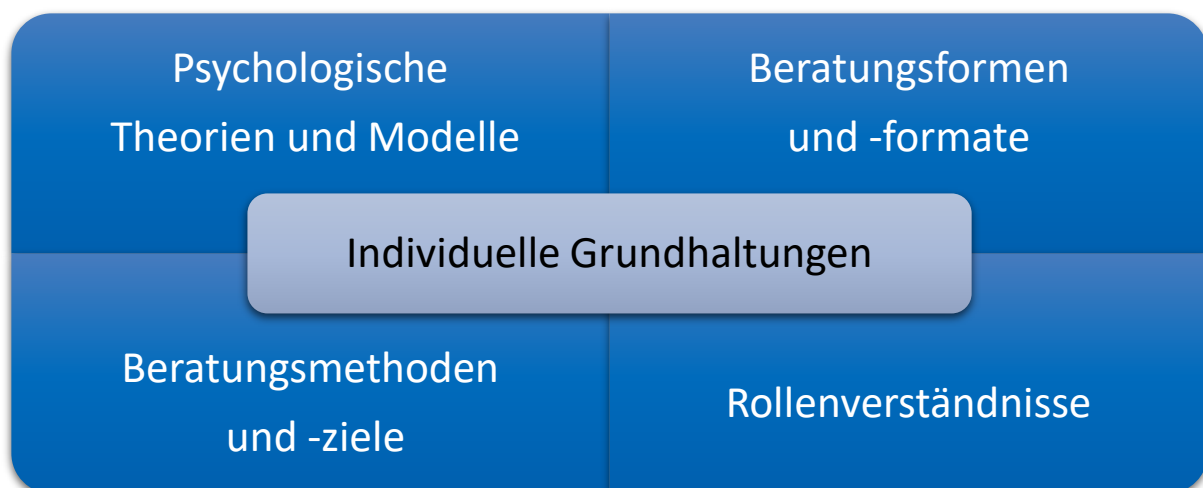 Psychologische
Theorien und Modelle
Beratungsformen
und -formate
Individuelle Grundhaltungen
Beratungsmethoden
und -ziele
Rollenverständnisse